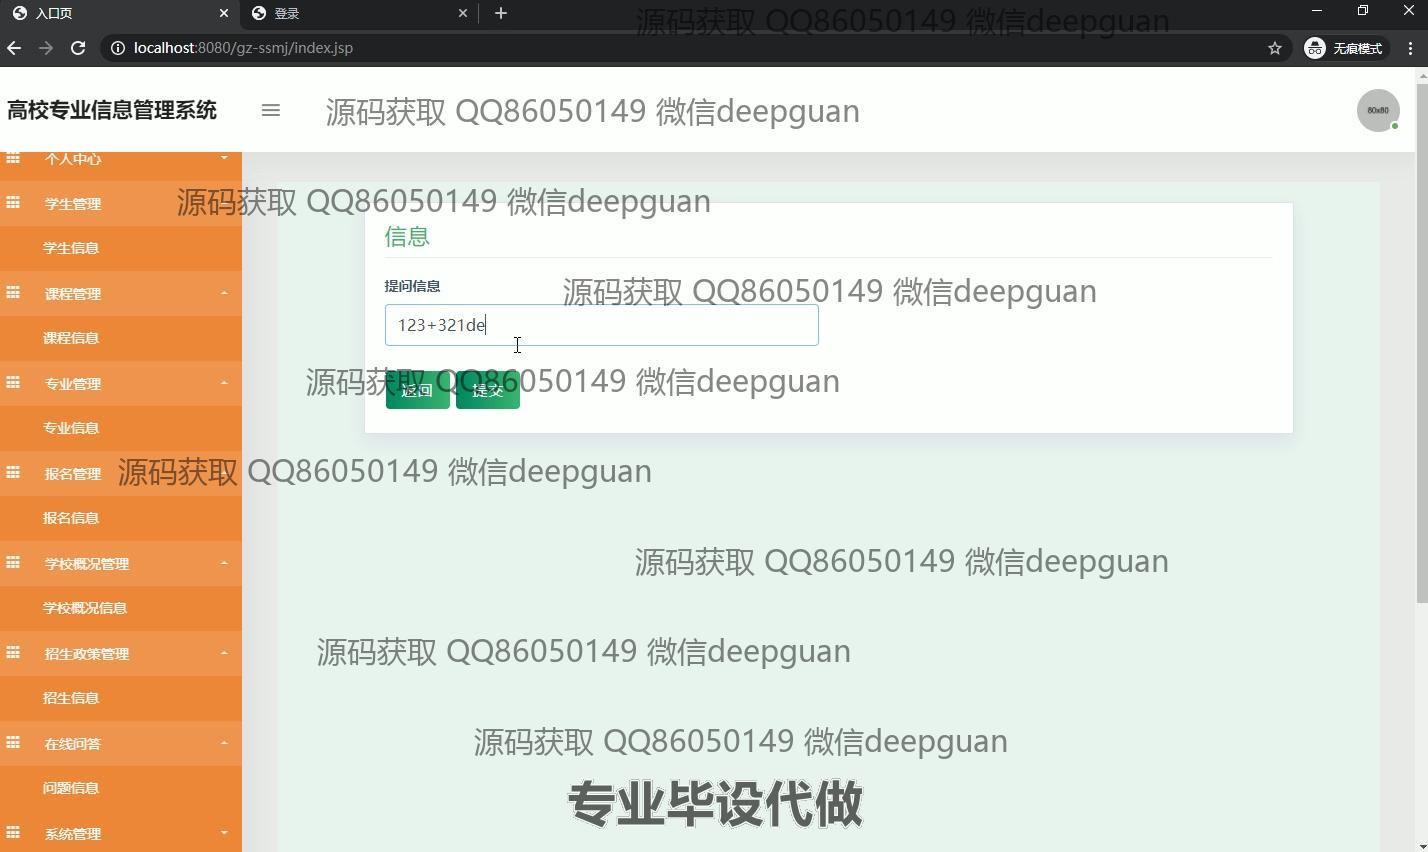 入口页
登录
源码获取 QQ86050149 微信deepguan
localhost:8080/gz-ssmj/index.jsp
无痕模式
高校专业信息管理系统
源码获取 QQ86050149 微信deepguan
80x80
个人中心
学生管理
源码获取 QQ86050149 微信deepguan
信息
学生信息
提问信息
课程管理
源码获取 QQ86050149 微信deepguan
123+321de
课程信息
专业管理
源码获取 QQ86050149 微信deepguan
返回
提交
专业信息
报名管理
源码获取 QQ86050149 微信deepguan
报名信息
学校概况管理
源码获取 QQ86050149 微信deepguan
学校概况信息
招生政策管理
源码获取 QQ86050149 微信deepguan
招生信息
在线问答
源码获取 QQ86050149 微信deepguan
问题信息
专业毕设代做
系统管理